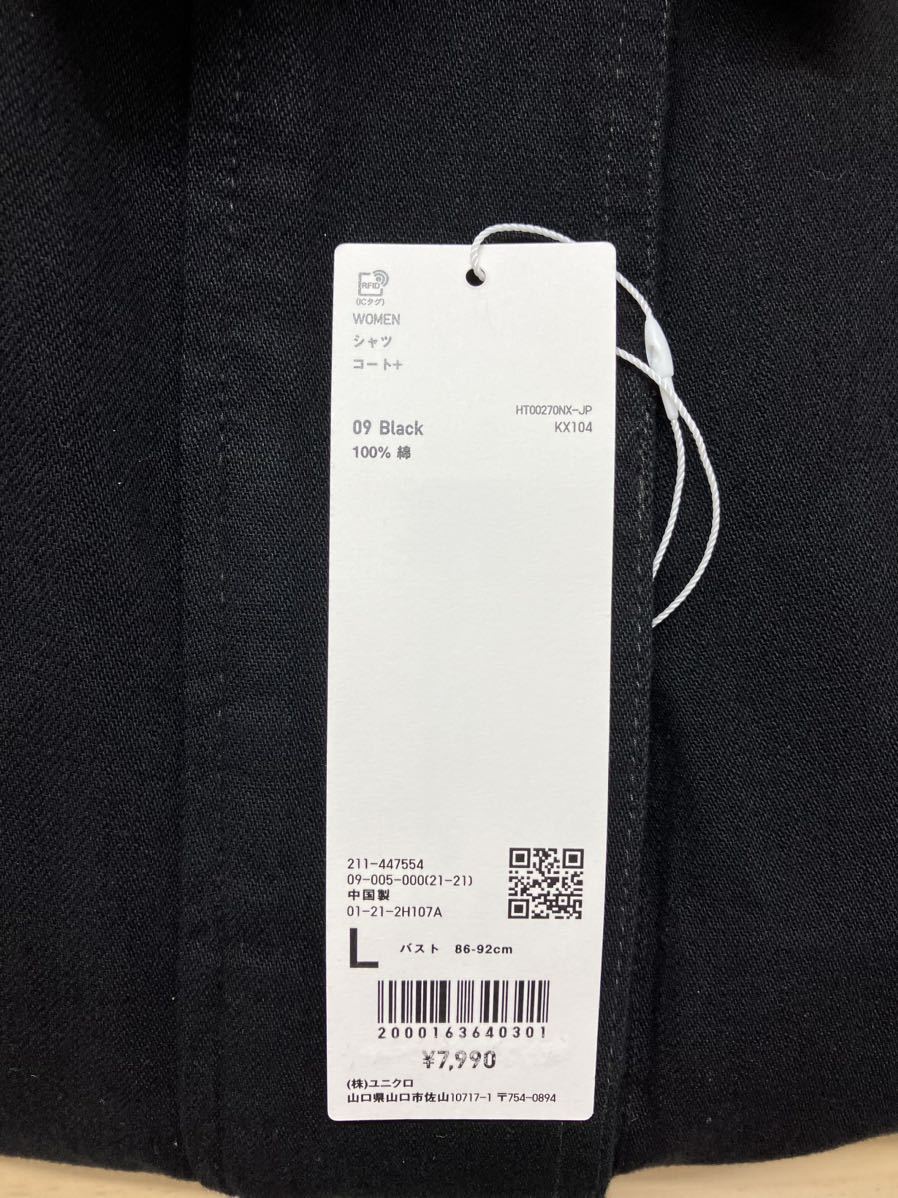 RFID
(ICタグ)
WOMEN
シャツ
コート+
HT00270NX-JP
09 Black
KX104
100% 綿
211-447554
09-005-000(21-21)
中国製
01-21-2H107A
L バスト 86-92cm
2000163640301
¥7,990
(株)ユニクロ
山口県山口市佐山10717-1 〒754-0894